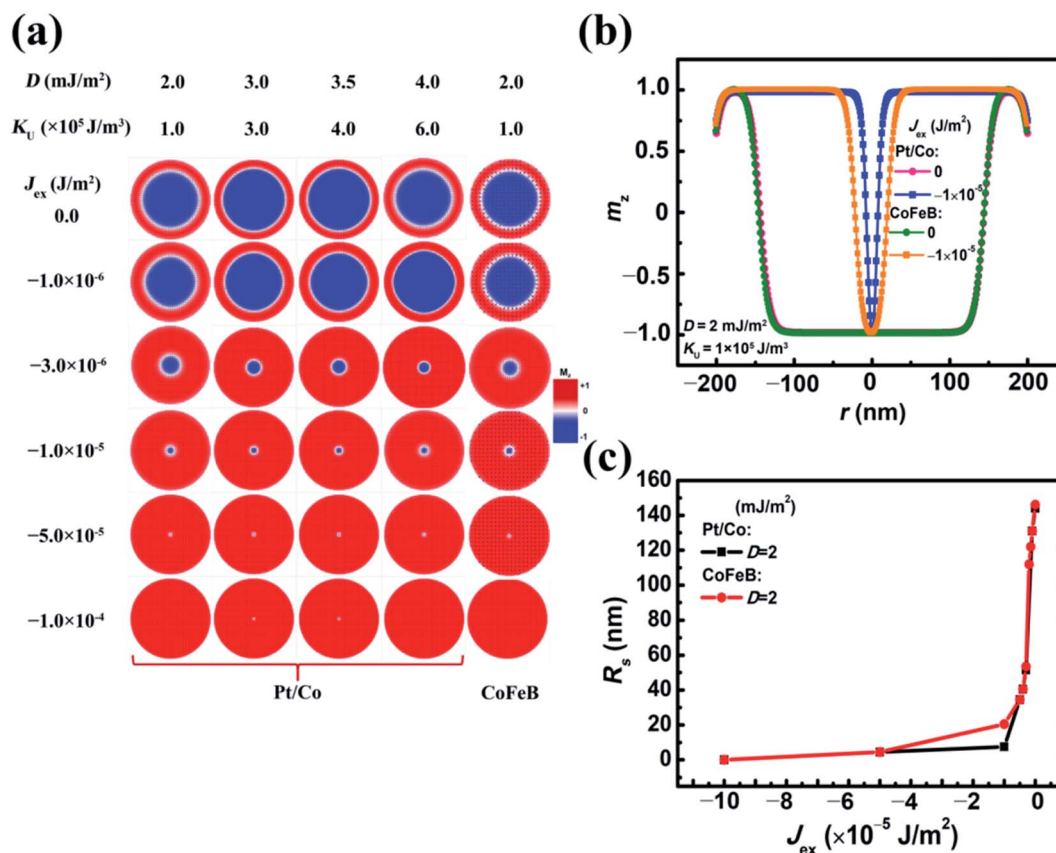 (a)
D (mJ/m²) 2.0 3.0 3.5 4.0 2.0
K_U (×10⁵ J/m³) 1.0 3.0 4.0 6.0 1.0
J_ex (J/m²)
0.0
−1.0×10⁻⁶
−3.0×10⁻⁶
−1.0×10⁻⁵
−5.0×10⁻⁵
−1.0×10⁻⁴
M_z
+1
0
-1
Pt/Co CoFeB
(b)
1.0
0.5
0
−0.5
−1.0
m_z
J_ex (J/m²)
Pt/Co:
0
−1×10⁻⁵
CoFeB:
0
−1×10⁻⁵
D = 2 mJ/m²
K_U = 1×10⁵ J/m³
−200 −100 0 100 200
r (nm)
(c)
160
140
120
100
80
60
40
20
0
R_s (nm)
(mJ/m²)
Pt/Co:
D=2
CoFeB:
D=2
−10 −8 −6 −4 −2 0
J_ex (×10⁻⁵ J/m²)